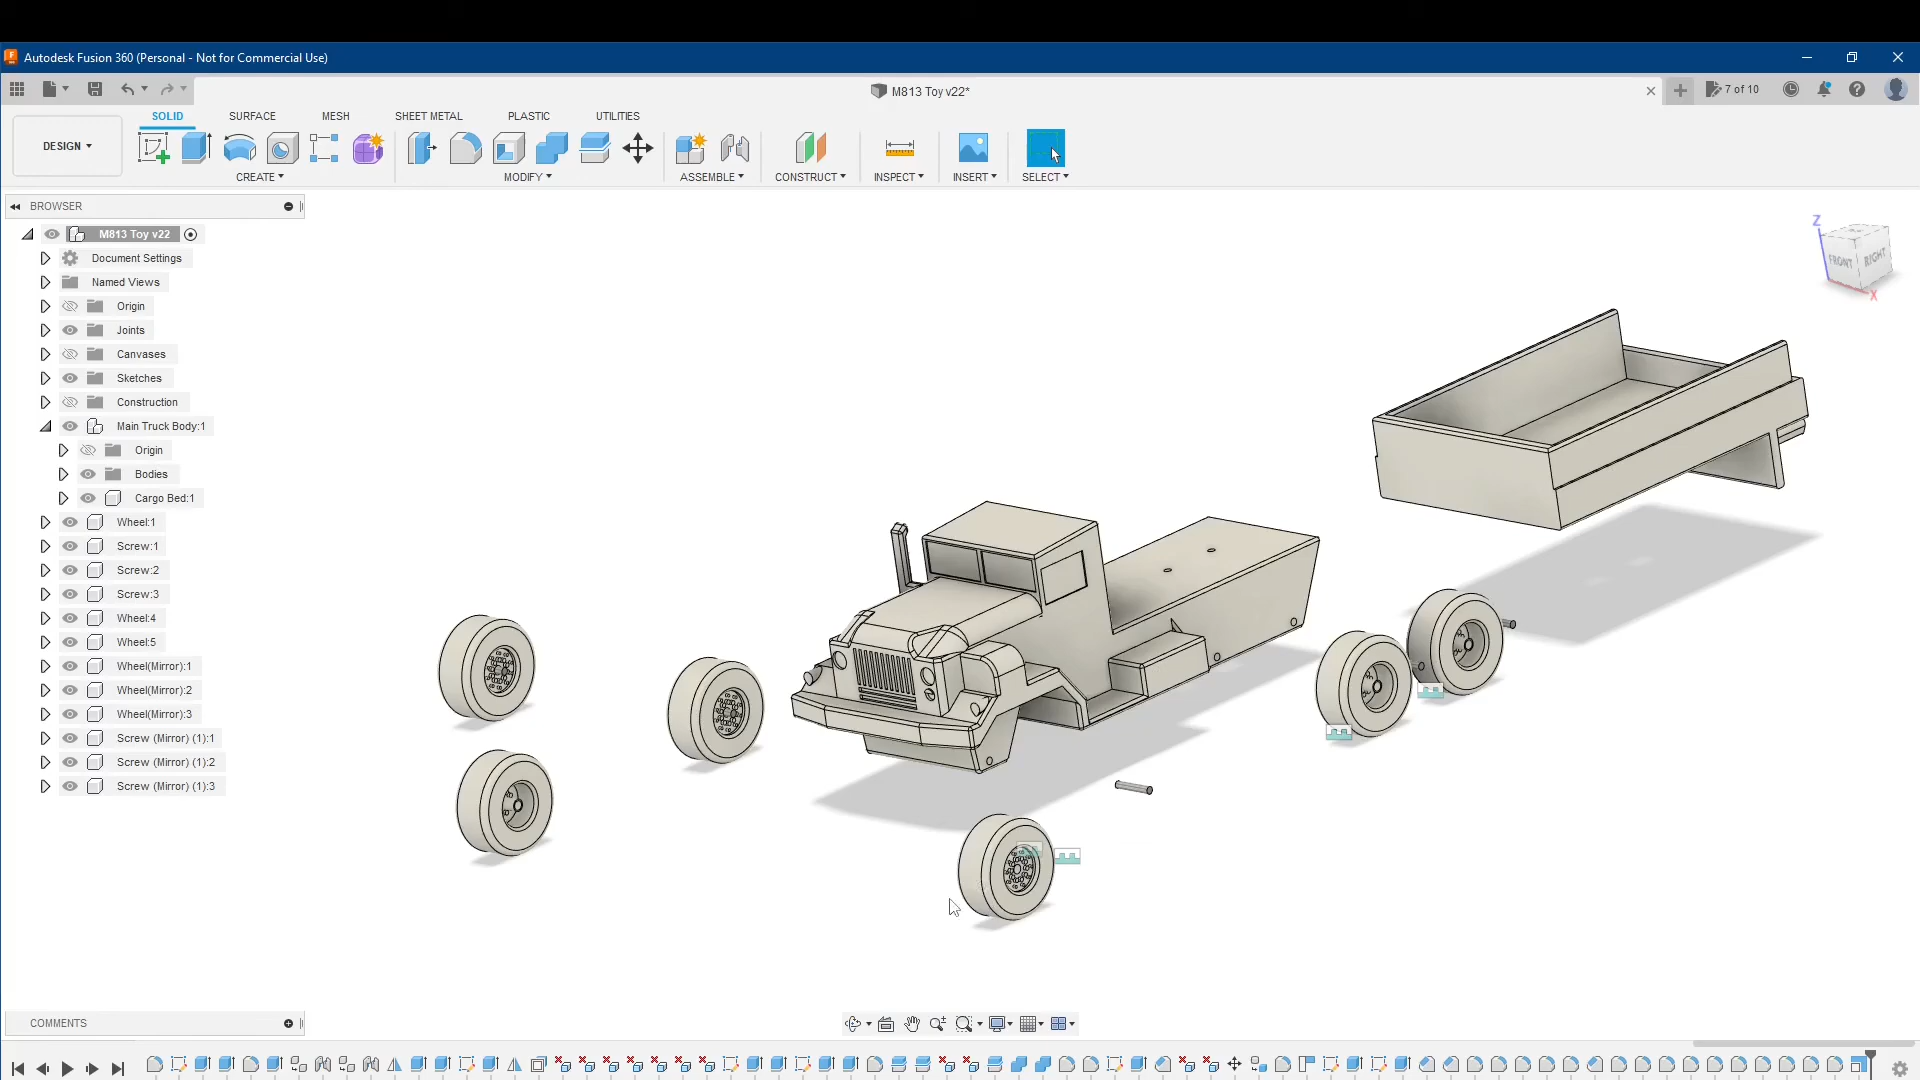 Autodesk Fusion 360 (Personal - Not for Commercial Use)
M813 Toy v22*
7 of 10
SOLID
SURFACE
MESH
SHEET METAL
PLASTIC
UTILITIES
DESIGN
CREATE
MODIFY
ASSEMBLE
CONSTRUCT
INSPECT
INSERT
SELECT
BROWSER
M813 Toy v22
Document Settings
Named Views
Origin
Joints
Canvases
Sketches
Construction
Main Truck Body:1
Origin
Bodies
Cargo Bed:1
Wheel:1
Screw:1
Screw:2
Screw:3
Wheel:4
Wheel:5
Wheel(Mirror):1
Wheel(Mirror):2
Wheel(Mirror):3
Screw (Mirror) (1):1
Screw (Mirror) (1):2
Screw (Mirror) (1):3
Z
FRONT
RIGHT
X
COMMENTS